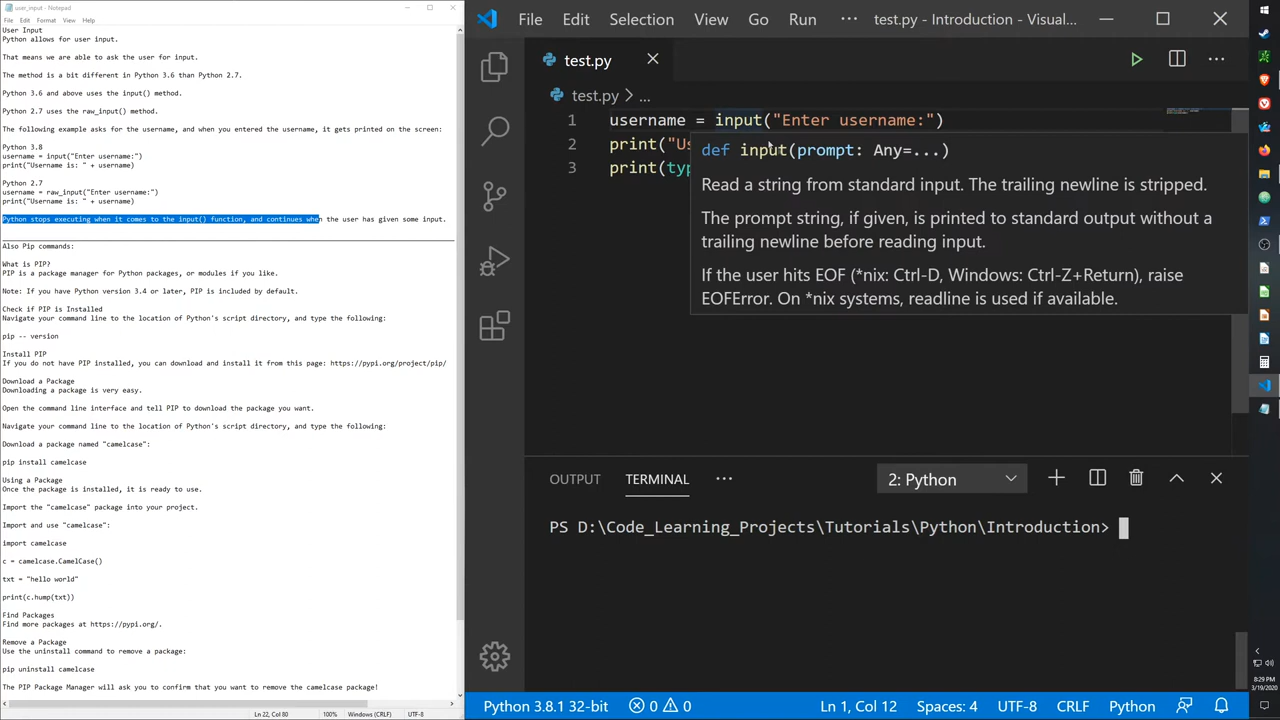 user_input - Notepad
File Edit Format View Help
User Input
Python allows for user input.
That means we are able to ask the user for input.
The method is a bit different in Python 3.6 than Python 2.7.
Python 3.6 and above uses the input() method.
Python 2.7 uses the raw_input() method.
The following example asks for the username, and when you entered the username, it gets printed on the screen:
Python 3.8
username = input("Enter username:")
print("Username is: " + username)
Python 2.7
username = raw_input("Enter username:")
print("Username is: " + username)
Python stops executing when it comes to the input() function, and continues when the user has given some input.
Also Pip commands:
What is PIP?
PIP is a package manager for Python packages, or modules if you like.
Note: If you have Python version 3.4 or later, PIP is included by default.
Check if PIP is Installed
Navigate your command line to the location of Python's script directory, and type the following:
pip -- version
Install PIP
If you do not have PIP installed, you can download and install it from this page: https://pypi.org/project/pip/
Download a Package
Downloading a package is very easy.
Open the command line interface and tell PIP to download the package you want.
Navigate your command line to the location of Python's script directory, and type the following:
Download a package named "camelcase":
pip install camelcase
Using a Package
Once the package is installed, it is ready to use.
Import the "camelcase" package into your project.
Import and use "camelcase":
import camelcase
c = camelcase.CamelCase()
txt = "hello world"
print(c.hump(txt))
Find Packages
Find more packages at https://pypi.org/.
Remove a Package
Use the uninstall command to remove a package:
pip uninstall camelcase
The PIP Package Manager will ask you to confirm that you want to remove the camelcase package!
Ln 22, Col 80 100% Windows (CRLF) UTF-8
File Edit Selection View Go Run ··· test.py - Introduction - Visual...
test.py
test.py > ...
1 username = input("Enter username:")
2 print("Us
3 print(typ
def input(prompt: Any=...)
Read a string from standard input. The trailing newline is stripped.
The prompt string, if given, is printed to standard output without a
trailing newline before reading input.
If the user hits EOF (*nix: Ctrl-D, Windows: Ctrl-Z+Return), raise
EOFError. On *nix systems, readline is used if available.
OUTPUT TERMINAL ··· 2: Python
PS D:\Code_Learning_Projects\Tutorials\Python\Introduction>
Python 3.8.1 32-bit 0 0 Ln 1, Col 12 Spaces: 4 UTF-8 CRLF Python
8:29 PM
3/19/2020